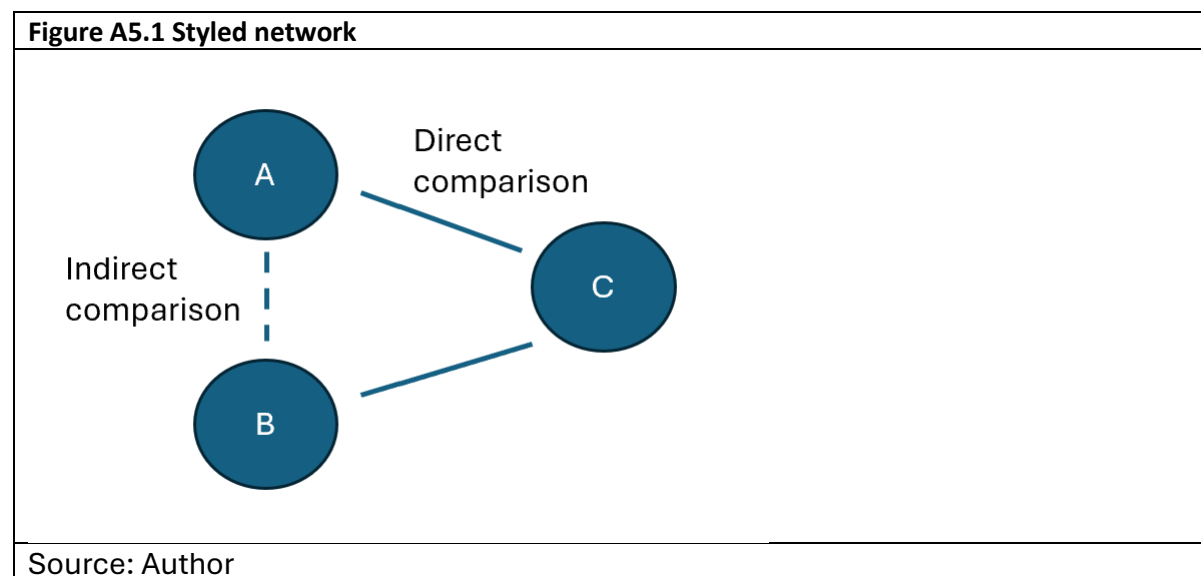 Figure A5.1 Styled network
A
Direct
comparison
Indirect
comparison
C
B
Source: Author